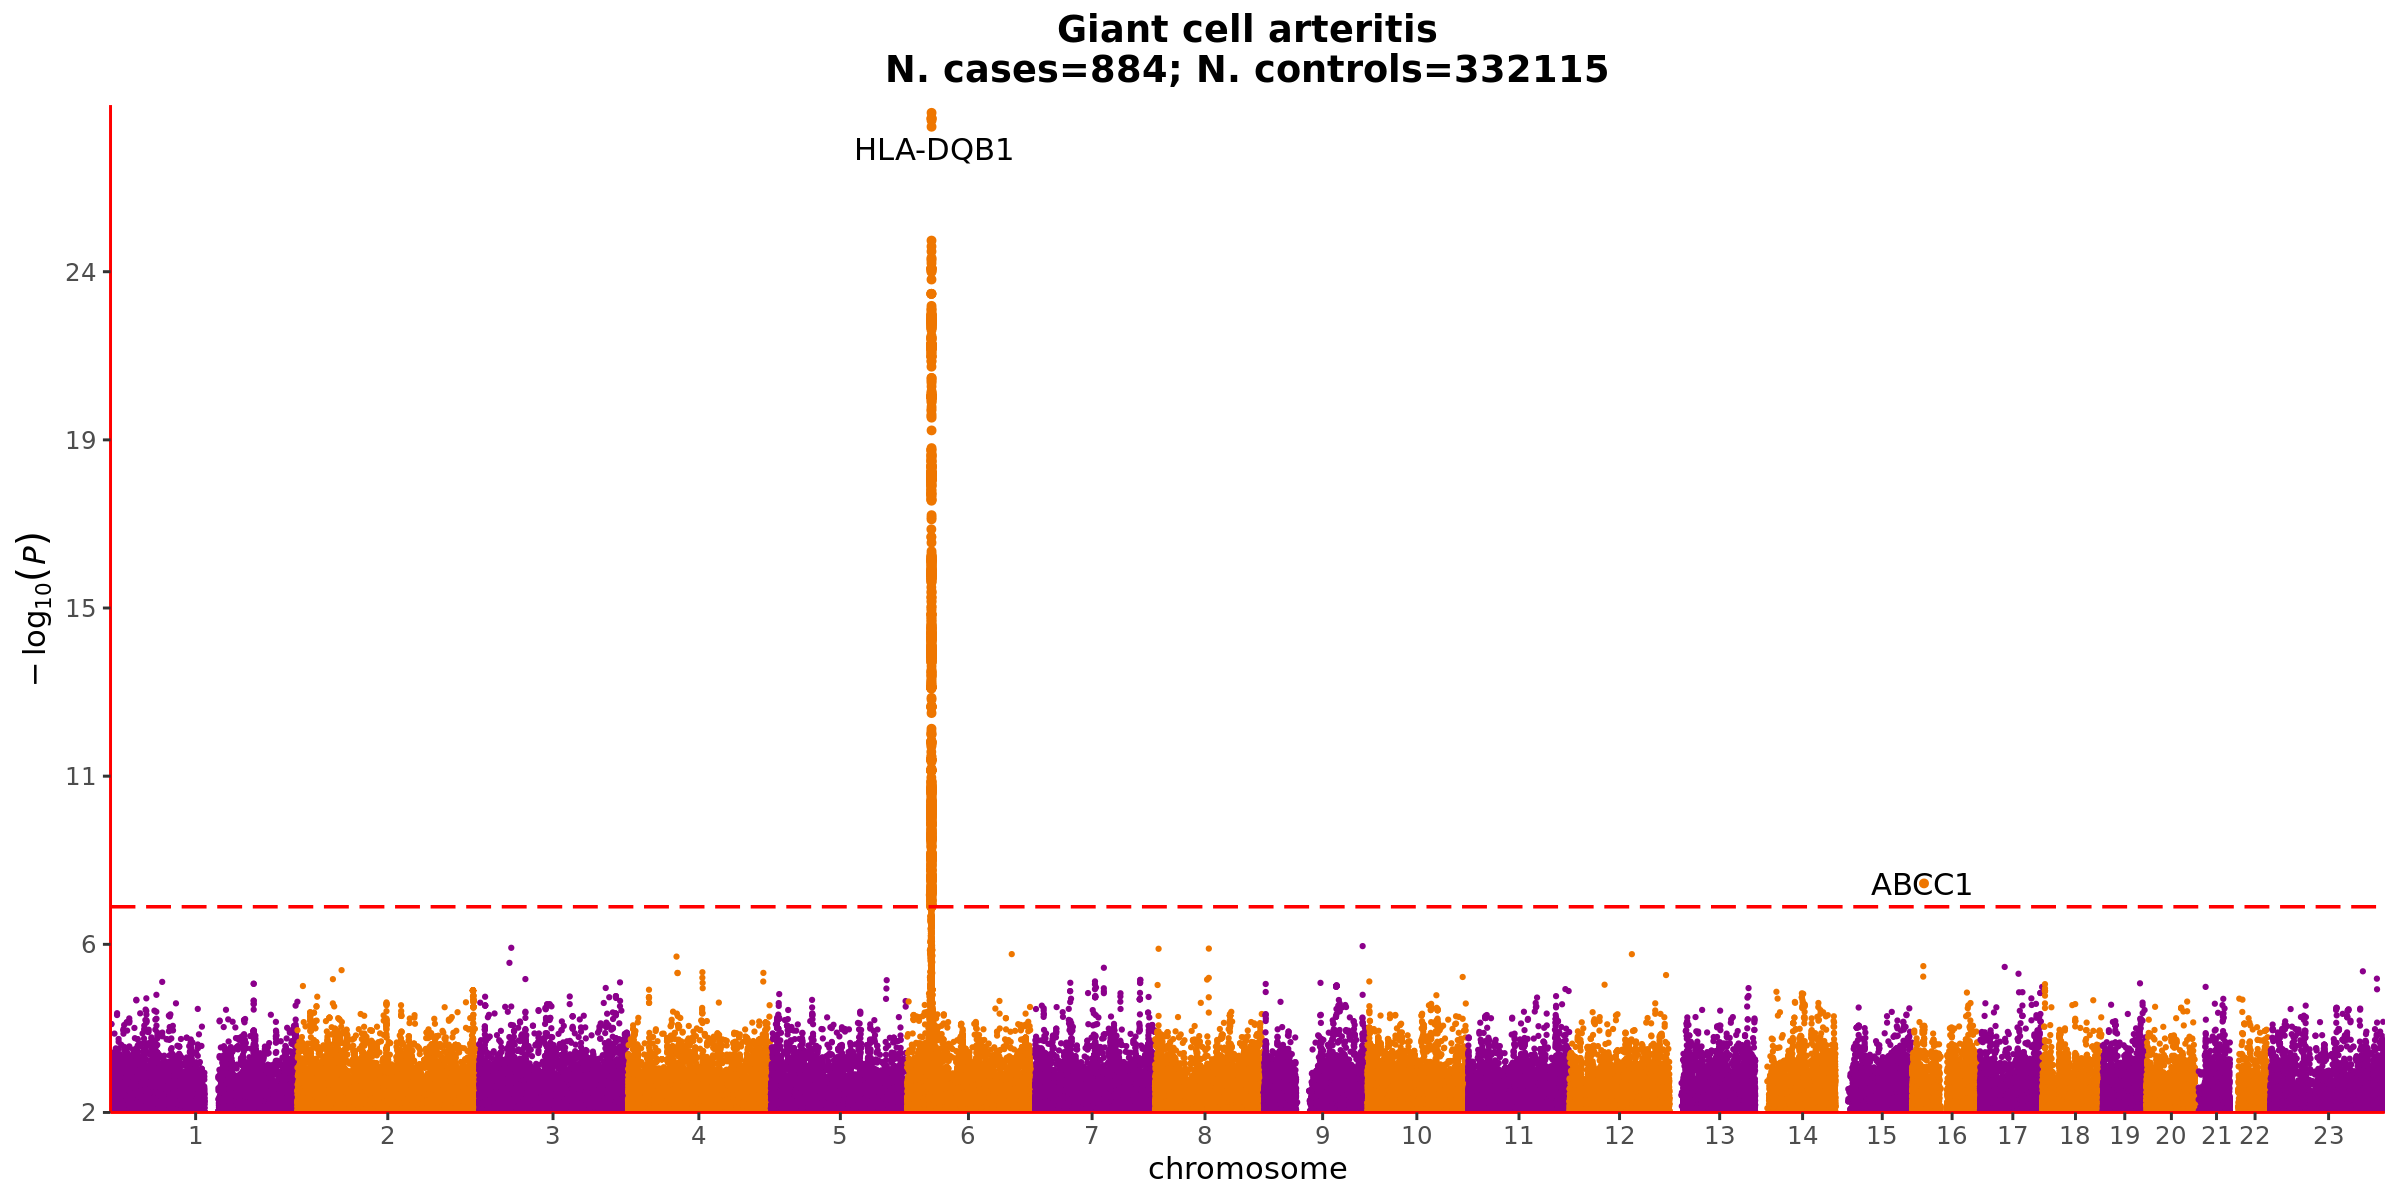 Giant cell arteritis
N. cases=884; N. controls=332115
HLA-DQB1
24
19
15
11
6
2
− log10(P)
ABCC1
1 2 3 4 5 6 7 8 9 10 11 12 13 14 15 16 17 18 19 20 21 22 23
chromosome